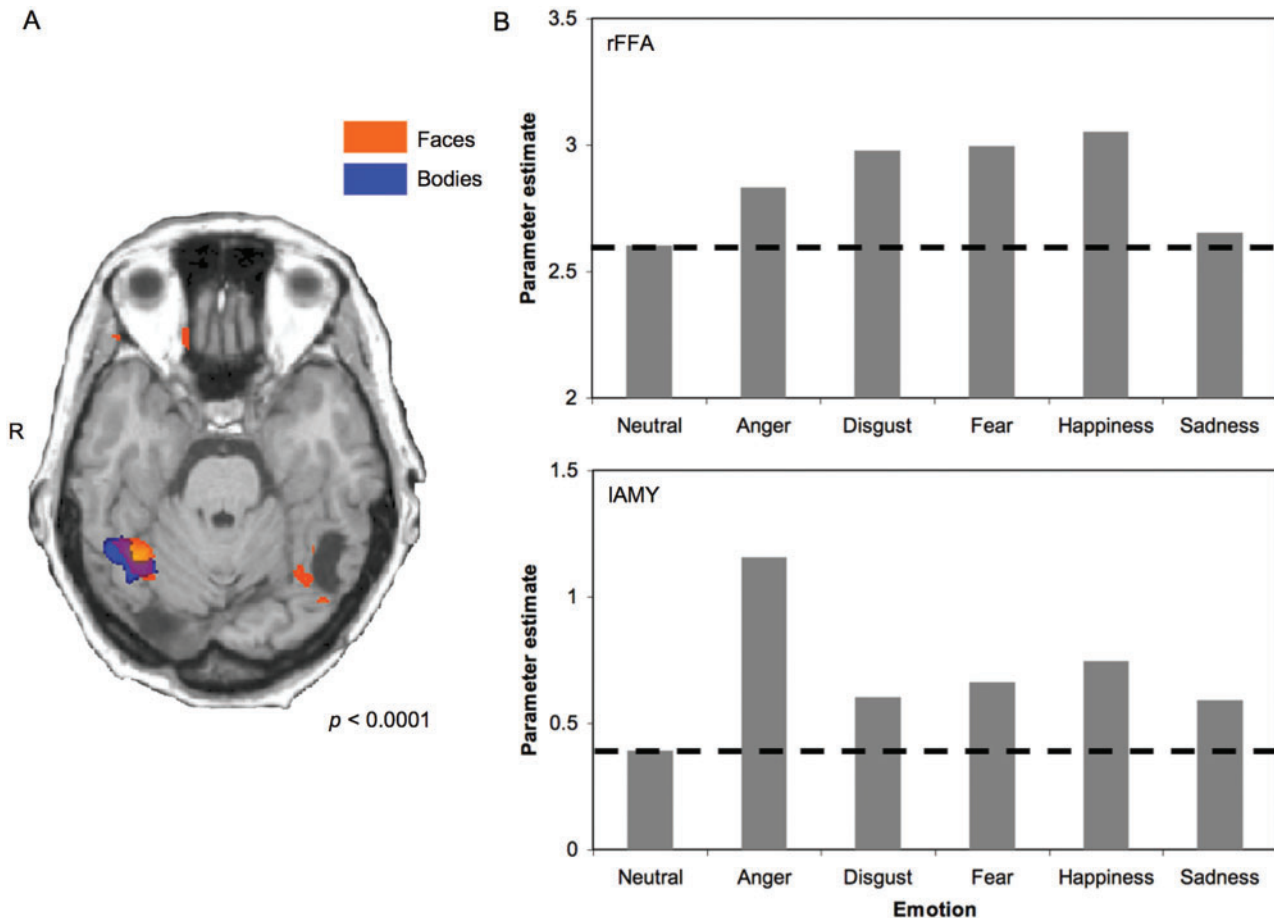 A
Faces
Bodies
R
p < 0.0001
B
rFFA
Parameter estimate
3.5
3
2.5
2
Neutral Anger Disgust Fear Happiness Sadness
lAMY
Parameter estimate
1.5
1
0.5
0
Neutral Anger Disgust Fear Happiness Sadness
Emotion